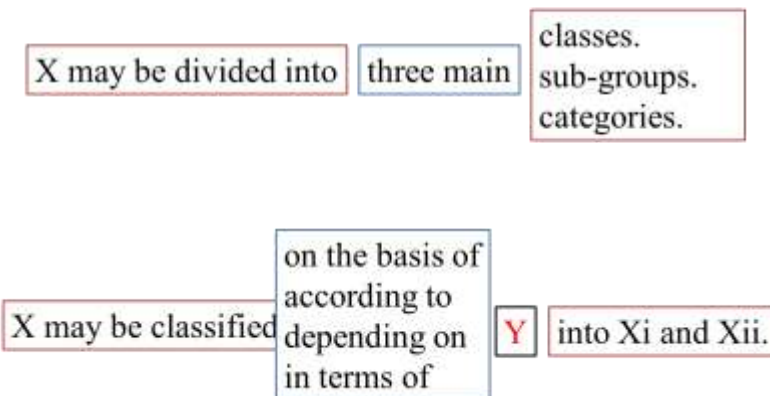 X may be divided into three main
classes.
sub-groups.
categories.
X may be classified
on the basis of
according to
depending on
in terms of
Y
into Xi and Xii.